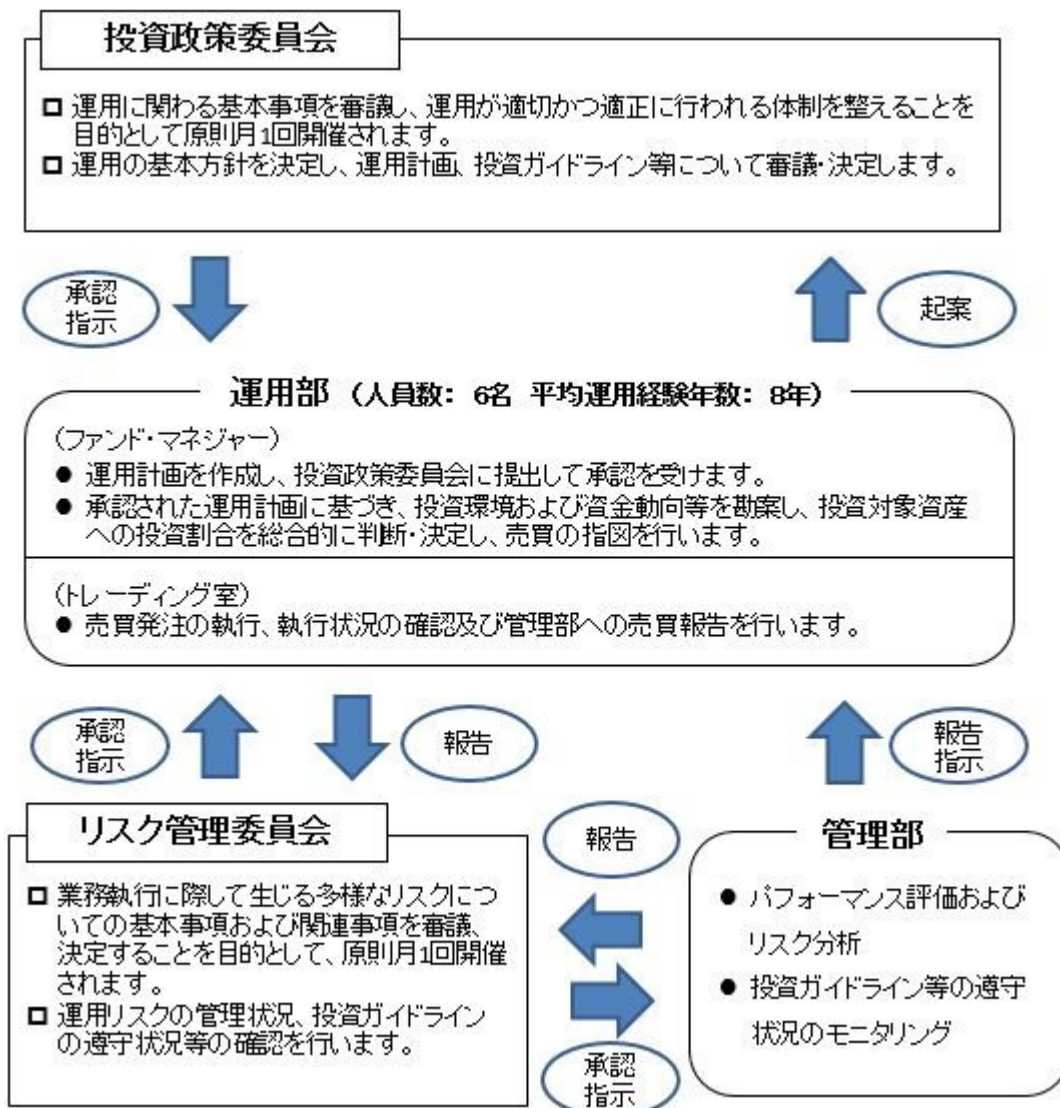 投資政策委員会
□ 運用に関わる基本事項を審議し、運用が適切かつ適正に行われる体制を整えることを
目的として原則月1回開催されます。
□ 運用の基本方針を決定し、運用計画、投資ガイドライン等について審議・決定します。
承認
指示
起案
運用部 (人員数: 6名 平均運用経験年数: 8年)
(ファンド・マネジャー)
● 運用計画を作成し、投資政策委員会に提出して承認を受けます。
● 承認された運用計画に基づき、投資環境および資金動向等を勘案し、投資対象資産
への投資割合を総合的に判断・決定し、売買の指図を行います。
(トレーディング室)
● 売買発注の執行、執行状況の確認及び管理部への売買報告を行います。
承認
指示
報告
報告
指示
リスク管理委員会
□ 業務執行に際して生じる多様なリスクにつ
いての基本事項および関連事項を審議、
決定することを目的として、原則月1回開催
されます。
□ 運用リスクの管理状況、投資ガイドライン
の遵守状況等の確認を行います。
報告
承認
指示
管理部
● パフォーマンス評価および
リスク分析
● 投資ガイドライン等の遵守
状況のモニタリング